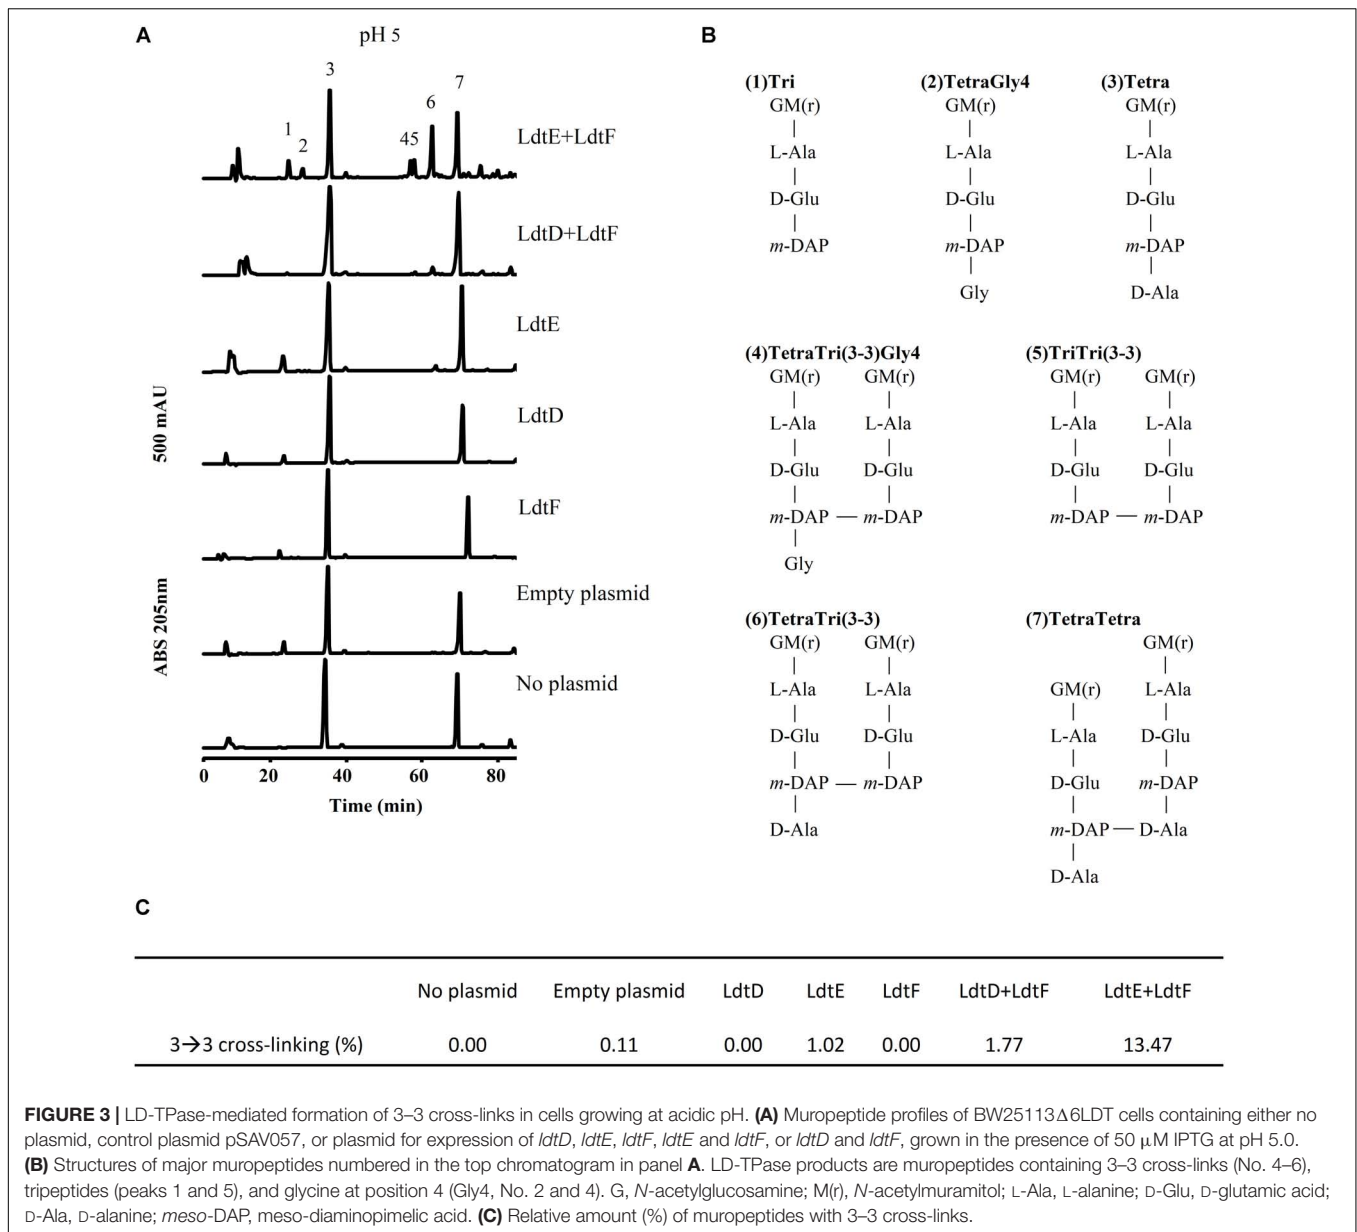 A
B
pH 5
3
7
6
1
2
45
LdtE+LdtF
LdtD+LdtF
LdtE
LdtD
LdtF
Empty plasmid
No plasmid
500 mAU
ABS 205nm
0 20 40 60 80
Time (min)
(1)Tri (2)TetraGly4 (3)Tetra
GM(r) GM(r) GM(r)
L-Ala L-Ala L-Ala
D-Glu D-Glu D-Glu
m-DAP m-DAP m-DAP
Gly D-Ala
(4)TetraTri(3-3)Gly4 (5)TriTri(3-3)
GM(r) GM(r) GM(r) GM(r)
L-Ala L-Ala L-Ala L-Ala
D-Glu D-Glu D-Glu D-Glu
m-DAP — m-DAP m-DAP — m-DAP
Gly
(6)TetraTri(3-3) (7)TetraTetra
GM(r) GM(r) GM(r)
L-Ala L-Ala GM(r) L-Ala
D-Glu D-Glu L-Ala D-Glu
m-DAP — m-DAP D-Glu m-DAP
D-Ala m-DAP — D-Ala
D-Ala
C
No plasmid Empty plasmid LdtD LdtE LdtF LdtD+LdtF LdtE+LdtF
3→3 cross-linking (%) 0.00 0.11 0.00 1.02 0.00 1.77 13.47
FIGURE 3 | LD-TPase-mediated formation of 3–3 cross-links in cells growing at acidic pH. (A) Muropeptide profiles of BW25113Δ6LDT cells containing either no
plasmid, control plasmid pSAV057, or plasmid for expression of ldtD, ldtE, ldtF, ldtE and ldtF, or ldtD and ldtF, grown in the presence of 50 μM IPTG at pH 5.0.
(B) Structures of major muropeptides numbered in the top chromatogram in panel A. LD-TPase products are muropeptides containing 3–3 cross-links (No. 4–6),
tripeptides (peaks 1 and 5), and glycine at position 4 (Gly4, No. 2 and 4). G, N-acetylglucosamine; M(r), N-acetylmuramitol; L-Ala, L-alanine; D-Glu, D-glutamic acid;
D-Ala, D-alanine; meso-DAP, meso-diaminopimelic acid. (C) Relative amount (%) of muropeptides with 3–3 cross-links.